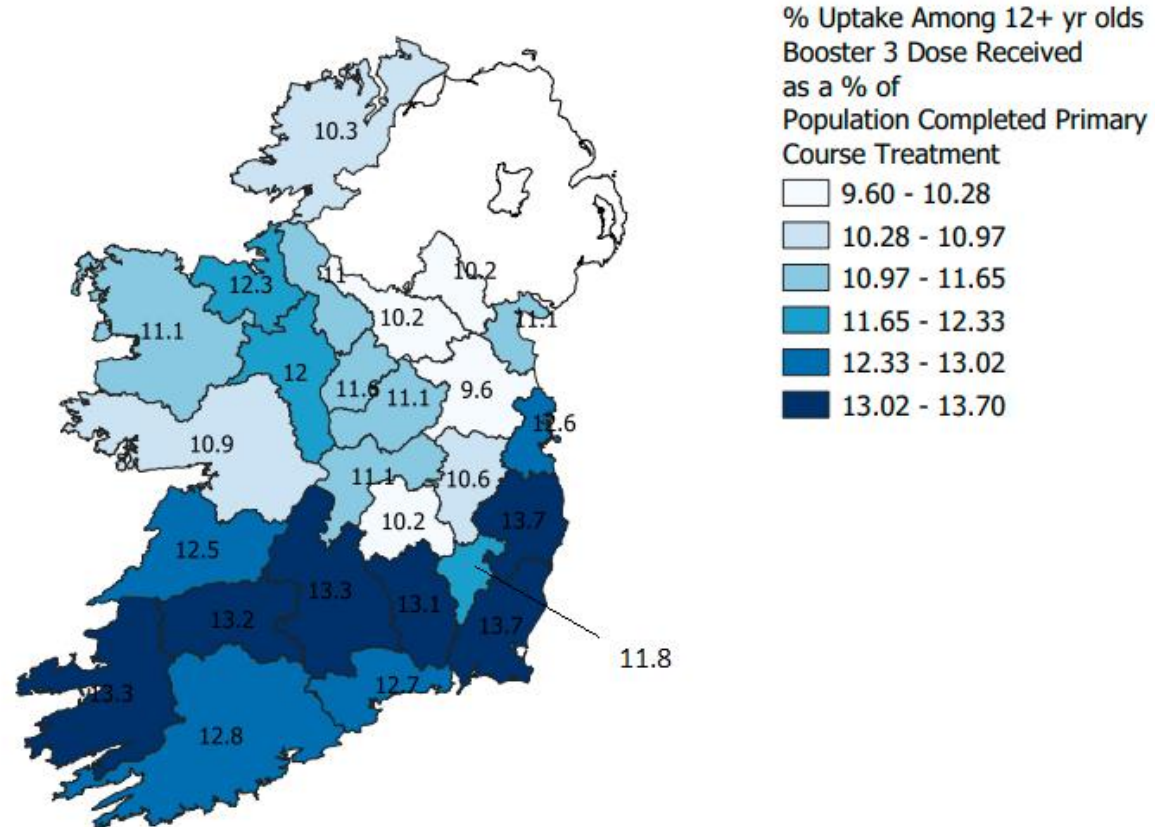 % Uptake Among 12+ yr olds
Booster 3 Dose Received
as a % of
Population Completed Primary
Course Treatment
9.60 - 10.28
10.28 - 10.97
10.97 - 11.65
11.65 - 12.33
12.33 - 13.02
13.02 - 13.70
10.3
11
10.2
12.3
10.2
11.1
11.1
12
11.6
11.1
9.6
12.6
10.9
11.1
10.6
10.2
13.7
12.5
13.3
13.1
13.2
13.7
11.8
13.3
12.7
12.8